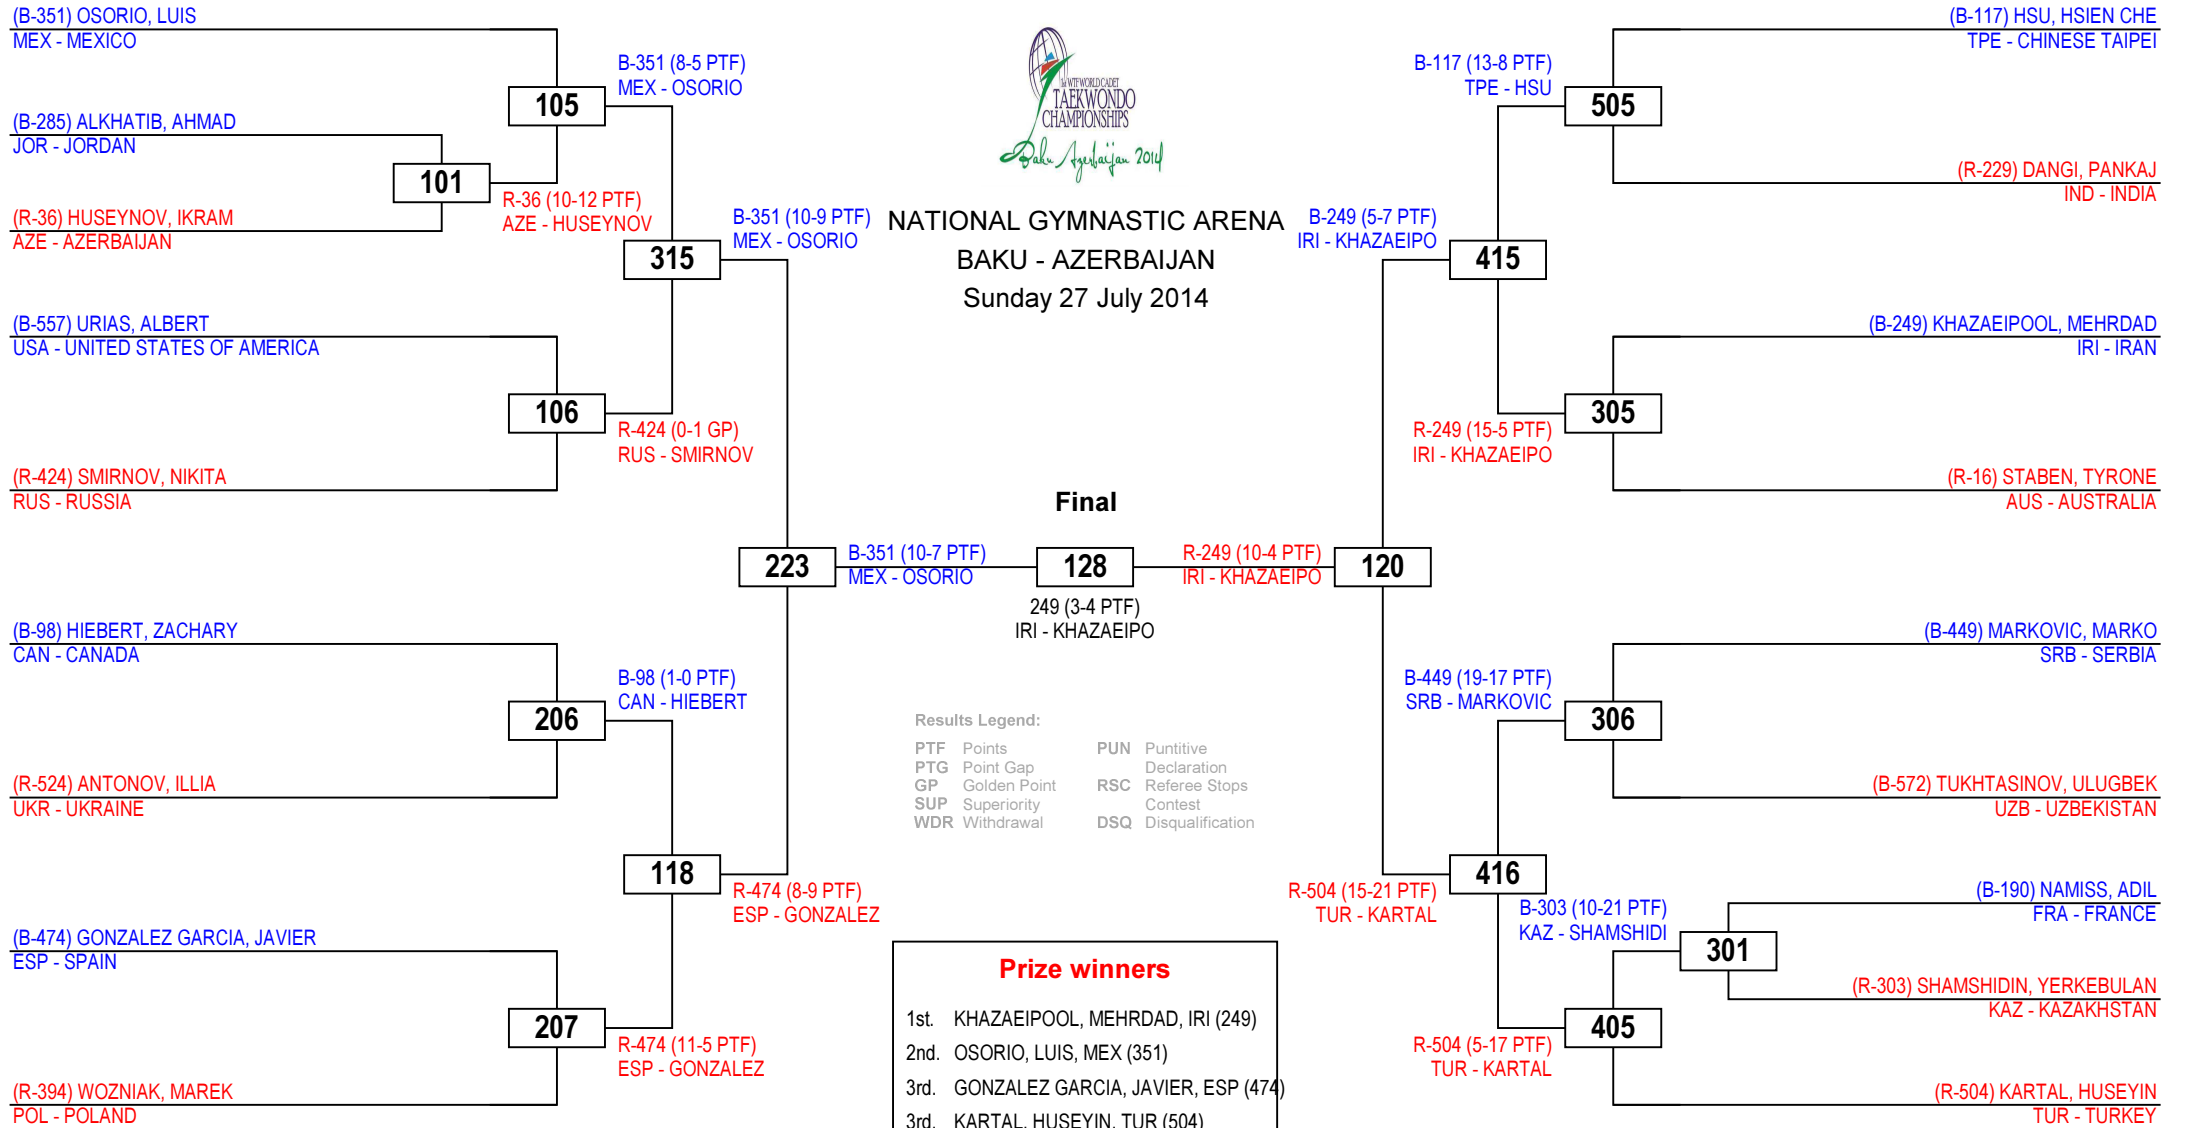 (B-351) OSORIO, LUIS
MEX - MEXICO
(B-285) ALKHATIB, AHMAD
JOR - JORDAN
(R-36) HUSEYNOV, IKRAM
AZE - AZERBAIJAN
(B-557) URIAS, ALBERT
USA - UNITED STATES OF AMERICA
(R-424) SMIRNOV, NIKITA
RUS - RUSSIA
(B-98) HIEBERT, ZACHARY
CAN - CANADA
(R-524) ANTONOV, ILLIA
UKR - UKRAINE
(B-474) GONZALEZ GARCIA, JAVIER
ESP - SPAIN
(R-394) WOZNIAK, MAREK
POL - POLAND
101
R-36 (10-12 PTF)
AZE - HUSEYNOV
105
B-351 (8-5 PTF)
MEX - OSORIO
106
R-424 (0-1 GP)
RUS - SMIRNOV
206
B-98 (1-0 PTF)
CAN - HIEBERT
207
R-474 (11-5 PTF)
ESP - GONZALEZ
315
B-351 (10-9 PTF)
MEX - OSORIO
118
R-474 (8-9 PTF)
ESP - GONZALEZ
223
B-351 (10-7 PTF)
MEX - OSORIO
1st WTF WORLD CADET
TAEKWONDO
CHAMPIONSHIPS
Baku Azerbaijan 2014
NATIONAL GYMNASTIC ARENA
BAKU - AZERBAIJAN
Sunday 27 July 2014
Final
128
249 (3-4 PTF)
IRI - KHAZAEIPO
Results Legend:
PTF Points
PTG Point Gap
GP Golden Point
SUP Superiority
WDR Withdrawal
PUN Puntitive
Declaration
RSC Referee Stops
Contest
DSQ Disqualification
Prize winners
1st. KHAZAEIPOOL, MEHRDAD, IRI (249)
2nd. OSORIO, LUIS, MEX (351)
3rd. GONZALEZ GARCIA, JAVIER, ESP (474)
3rd. KARTAL, HUSEYIN, TUR (504)
R-249 (10-4 PTF)
IRI - KHAZAEIPO
120
B-249 (5-7 PTF)
IRI - KHAZAEIPO
415
R-504 (15-21 PTF)
TUR - KARTAL
416
B-117 (13-8 PTF)
TPE - HSU
505
R-249 (15-5 PTF)
IRI - KHAZAEIPO
305
B-449 (19-17 PTF)
SRB - MARKOVIC
306
R-504 (5-17 PTF)
TUR - KARTAL
405
B-303 (10-21 PTF)
KAZ - SHAMSHIDI
301
(B-117) HSU, HSIEN CHE
TPE - CHINESE TAIPEI
(R-229) DANGI, PANKAJ
IND - INDIA
(B-249) KHAZAEIPOOL, MEHRDAD
IRI - IRAN
(R-16) STABEN, TYRONE
AUS - AUSTRALIA
(B-449) MARKOVIC, MARKO
SRB - SERBIA
(B-572) TUKHTASINOV, ULUGBEK
UZB - UZBEKISTAN
(B-190) NAMISS, ADIL
FRA - FRANCE
(R-303) SHAMSHIDIN, YERKEBULAN
KAZ - KAZAKHSTAN
(R-504) KARTAL, HUSEYIN
TUR - TURKEY